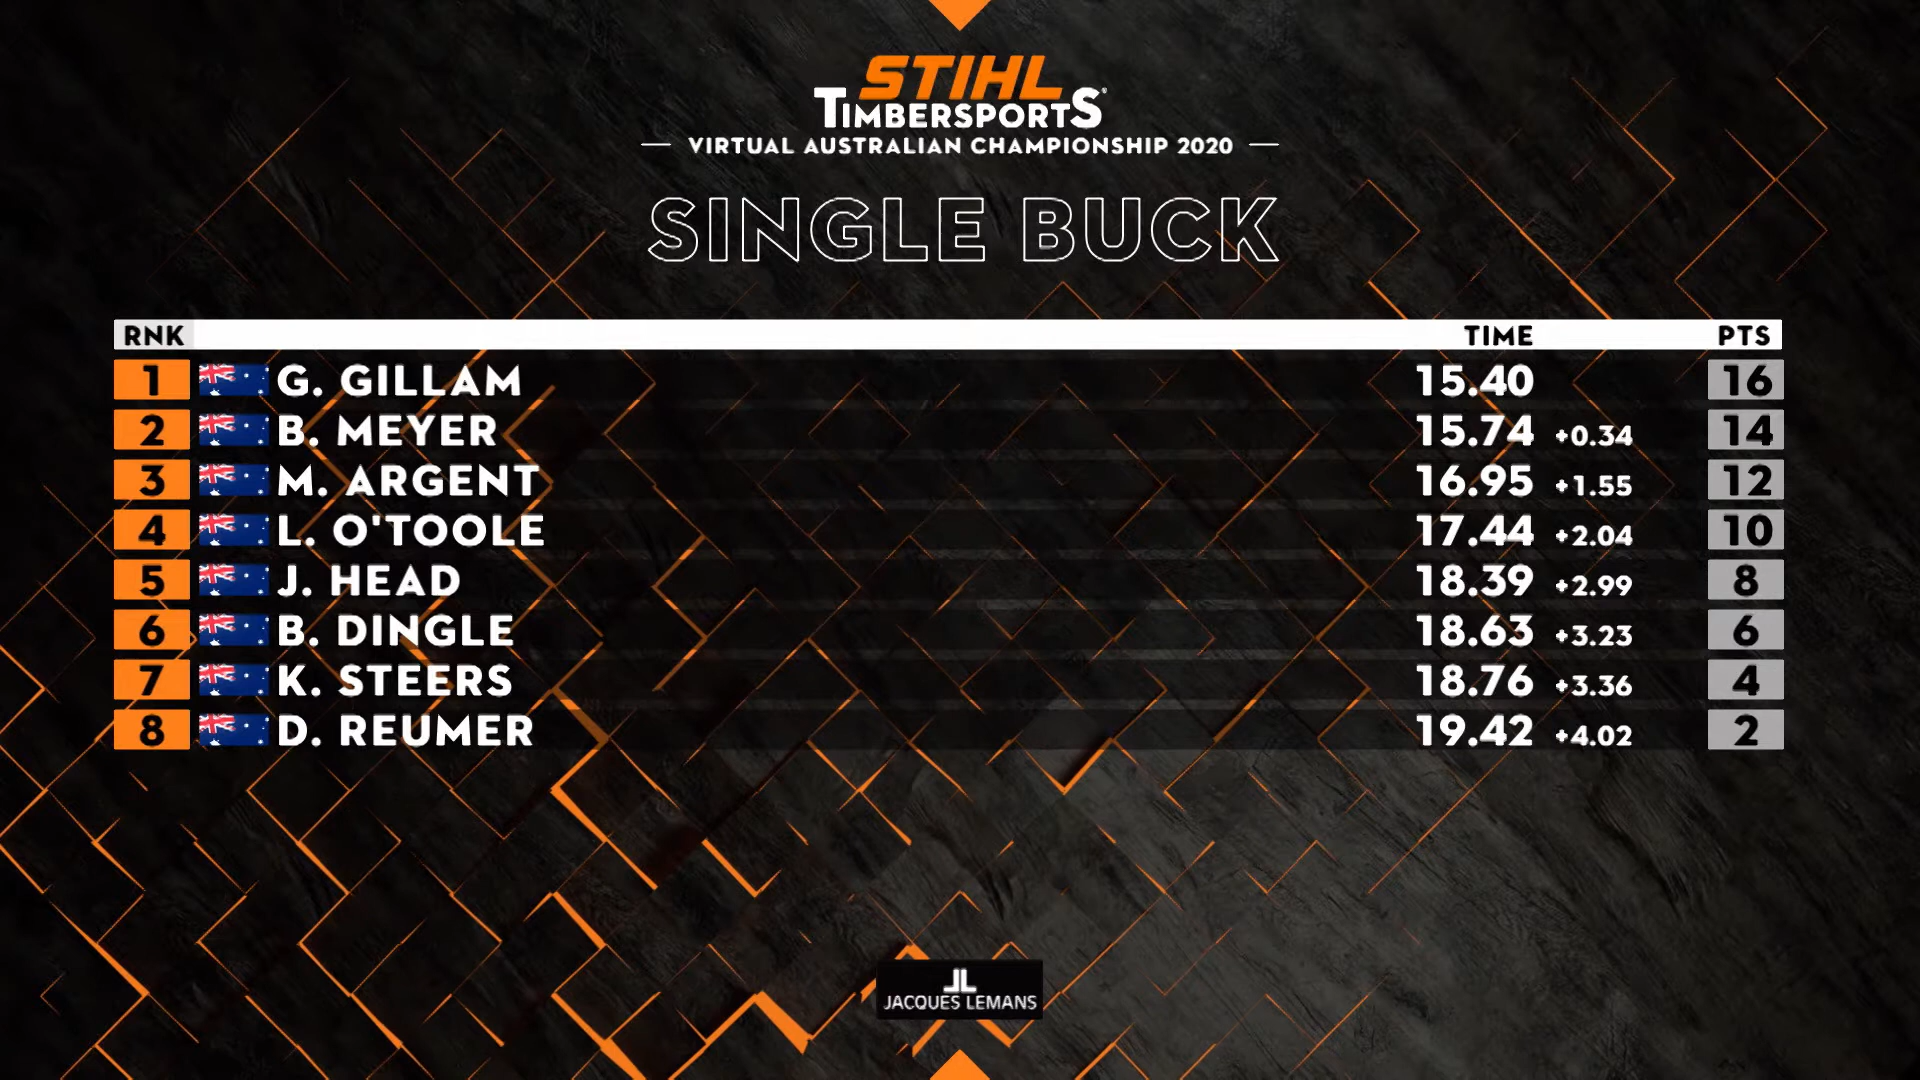 STIHL
TIMBERSPORTS®
VIRTUAL AUSTRALIAN CHAMPIONSHIP 2020
SINGLE BUCK
RNK TIME PTS
1 G. GILLAM 15.40 16
2 B. MEYER 15.74 +0.34 14
3 M. ARGENT 16.95 +1.55 12
4 L. O'TOOLE 17.44 +2.04 10
5 J. HEAD 18.39 +2.99 8
6 B. DINGLE 18.63 +3.23 6
7 K. STEERS 18.76 +3.36 4
8 D. REUMER 19.42 +4.02 2
JL
JACQUES LEMANS